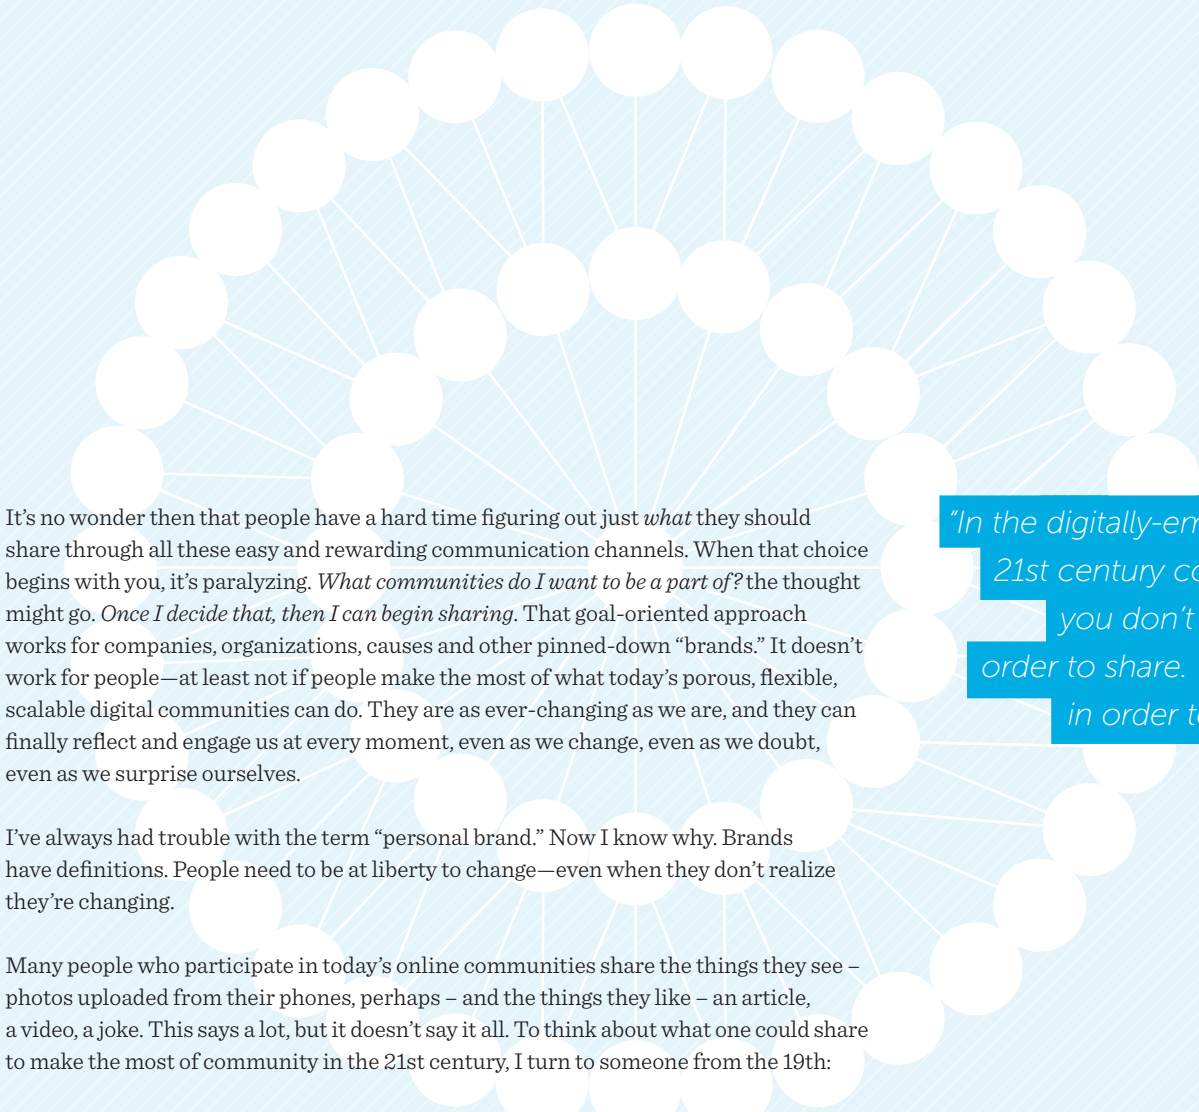 It's no wonder then that people have a hard time figuring out just what they should
share through all these easy and rewarding communication channels. When that choice
begins with you, it's paralyzing. What communities do I want to be a part of? the thought
might go. Once I decide that, then I can begin sharing. That goal-oriented approach
works for companies, organizations, causes and other pinned-down “brands.” It doesn't
work for people—at least not if people make the most of what today's porous, flexible,
scalable digital communities can do. They are as ever-changing as we are, and they can
finally reflect and engage us at every moment, even as we change, even as we doubt,
even as we surprise ourselves.
I've always had trouble with the term “personal brand.” Now I know why. Brands
have definitions. People need to be at liberty to change—even when they don't realize
they're changing.
Many people who participate in today's online communities share the things they see –
photos uploaded from their phones, perhaps – and the things they like – an article,
a video, a joke. This says a lot, but it doesn't say it all. To think about what one could share
to make the most of community in the 21st century, I turn to someone from the 19th:
“In the digitally-em
21st century co
you don't
order to share.
in order to